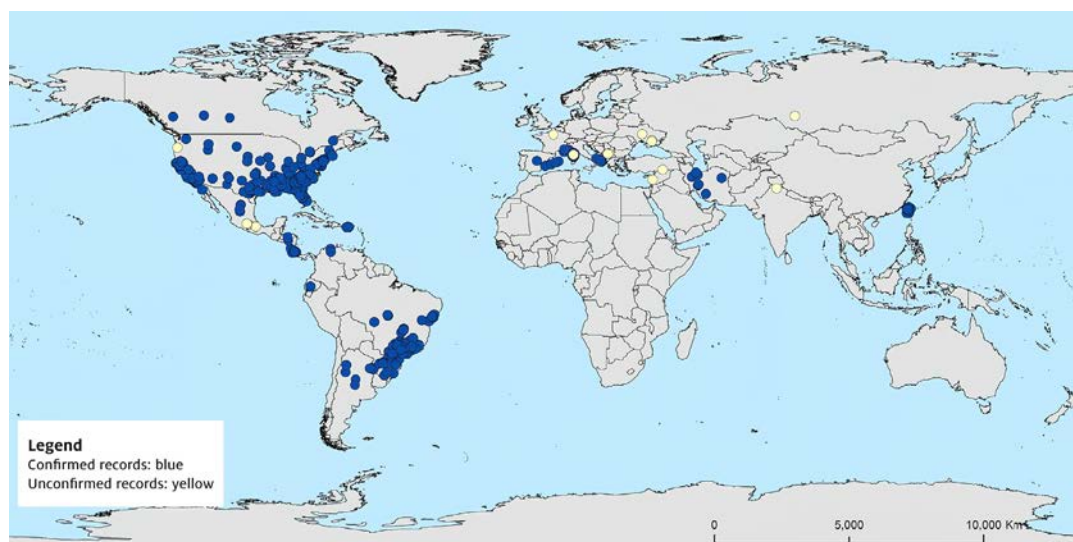 Legend
Confirmed records: blue
Unconfirmed records: yellow
0 5,000 10,000 Km